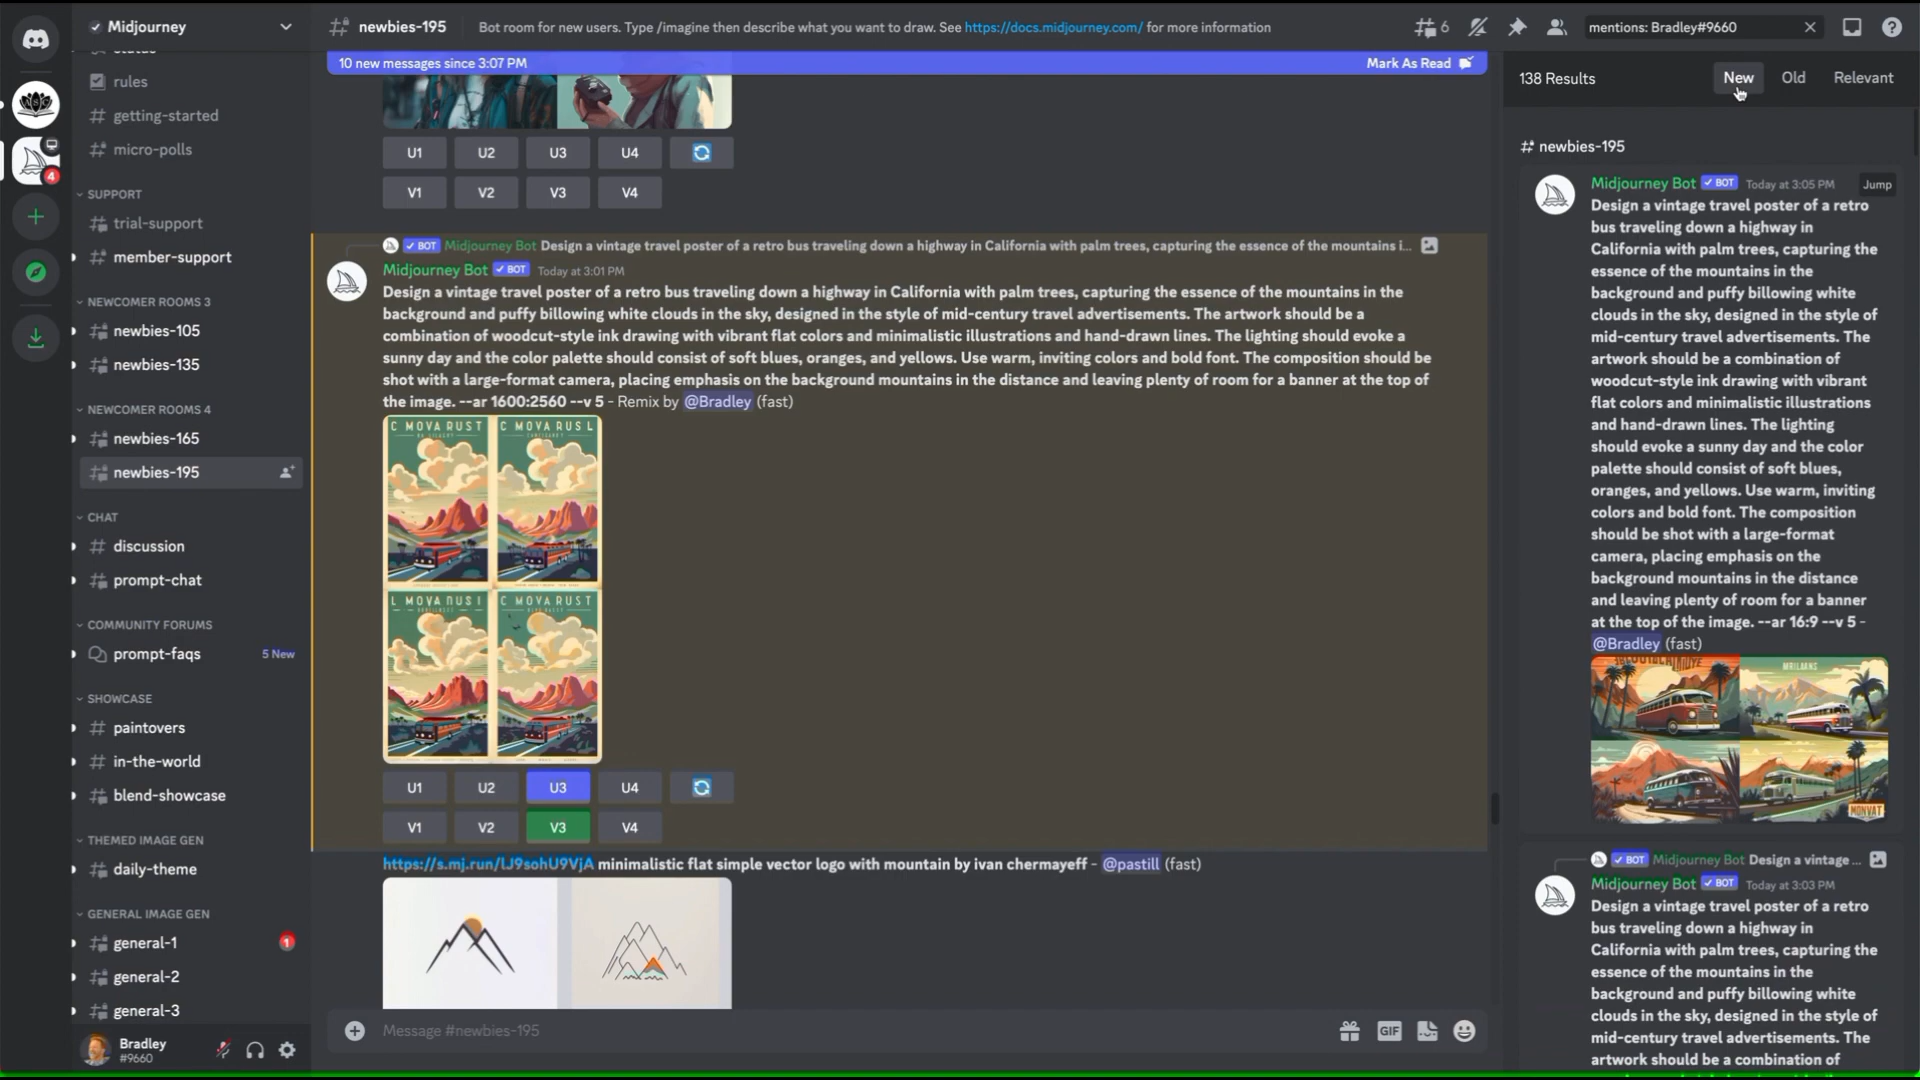 Midjourney
newbies-195
Bot room for new users. Type /imagine then describe what you want to draw. See https://docs.midjourney.com/ for more information
6
mentions: Bradley#9660
status
rules
getting-started
micro-polls
SUPPORT
trial-support
member-support
NEWCOMER ROOMS 3
newbies-105
newbies-135
NEWCOMER ROOMS 4
newbies-165
newbies-195
CHAT
discussion
prompt-chat
COMMUNITY FORUMS
prompt-faqs 5 New
SHOWCASE
paintovers
in-the-world
blend-showcase
THEMED IMAGE GEN
daily-theme
GENERAL IMAGE GEN
general-1 1
general-2
general-3
Bradley
#9660
4
10 new messages since 3:07 PM
Mark As Read
U1 U2 U3 U4
V1 V2 V3 V4
BOT Midjourney Bot Design a vintage travel poster of a retro bus traveling down a highway in California with palm trees, capturing the essence of the mountains i...
Midjourney Bot BOT Today at 3:01 PM
Design a vintage travel poster of a retro bus traveling down a highway in California with palm trees, capturing the essence of the mountains in the
background and puffy billowing white clouds in the sky, designed in the style of mid-century travel advertisements. The artwork should be a
combination of woodcut-style ink drawing with vibrant flat colors and minimalistic illustrations and hand-drawn lines. The lighting should evoke a
sunny day and the color palette should consist of soft blues, oranges, and yellows. Use warm, inviting colors and bold font. The composition should be
shot with a large-format camera, placing emphasis on the background mountains in the distance and leaving plenty of room for a banner at the top of
the image. --ar 1600:2560 --v 5 - Remix by @Bradley (fast)
C MOVA RUST
C MOVA RUS L
L MOVA DUS I
C MOVA RUST
U1 U2 U3 U4
V1 V2 V3 V4
https://s.mj.run/LJ9sohU9VjA minimalistic flat simple vector logo with mountain by ivan chermayeff - @pastill (fast)
Message #newbies-195
GIF
138 Results
New
Old
Relevant
newbies-195
Midjourney Bot BOT Today at 3:05 PM
Jump
Design a vintage travel poster of a retro
bus traveling down a highway in
California with palm trees, capturing the
essence of the mountains in the
background and puffy billowing white
clouds in the sky, designed in the style of
mid-century travel advertisements. The
artwork should be a combination of
woodcut-style ink drawing with vibrant
flat colors and minimalistic illustrations
and hand-drawn lines. The lighting
should evoke a sunny day and the color
palette should consist of soft blues,
oranges, and yellows. Use warm, inviting
colors and bold font. The composition
should be shot with a large-format
camera, placing emphasis on the
background mountains in the distance
and leaving plenty of room for a banner
at the top of the image. --ar 16:9 --v 5 -
@Bradley (fast)
MONVAT
BOT Midjourney Bot Design a vintage ...
Midjourney Bot BOT Today at 3:03 PM
Design a vintage travel poster of a retro
bus traveling down a highway in
California with palm trees, capturing the
essence of the mountains in the
background and puffy billowing white
clouds in the sky, designed in the style of
mid-century travel advertisements. The
artwork should be a combination of